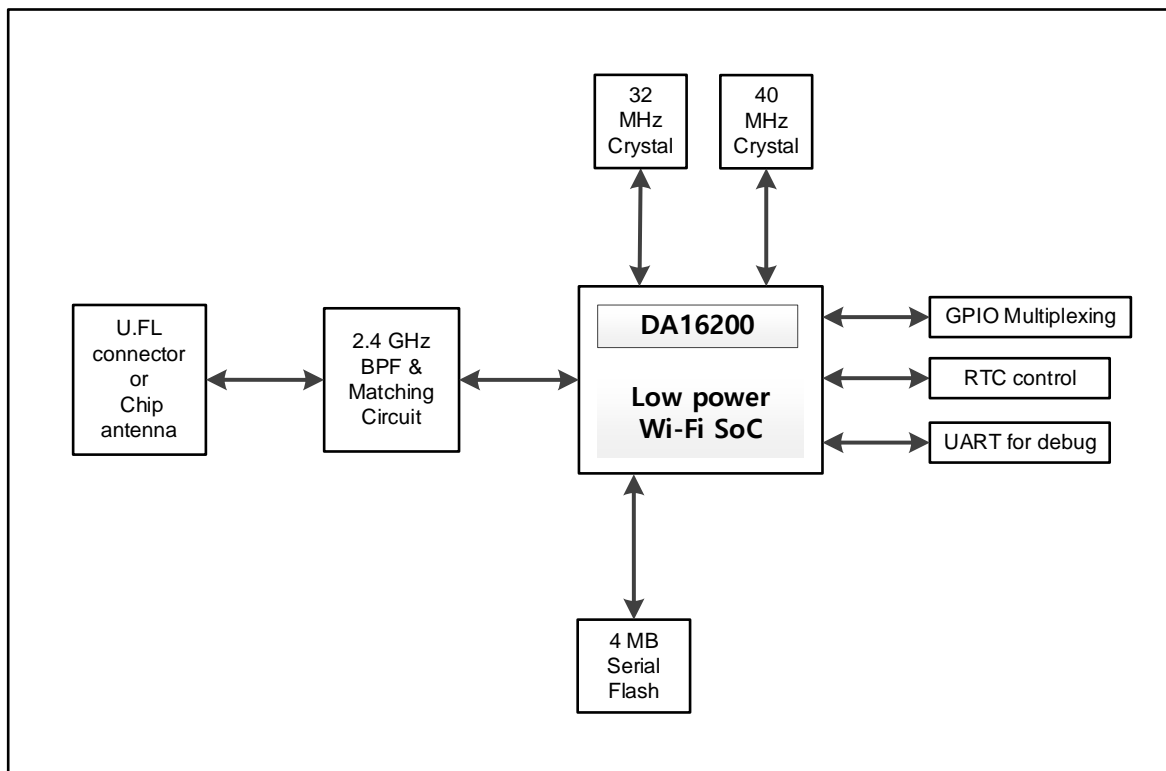 32
MHz
Crystal
40
MHz
Crystal
U.FL
connector
or
Chip
antenna
2.4 GHz
BPF &
Matching
Circuit
DA16200
Low power
Wi-Fi SoC
GPIO Multiplexing
RTC control
UART for debug
4 MB
Serial
Flash